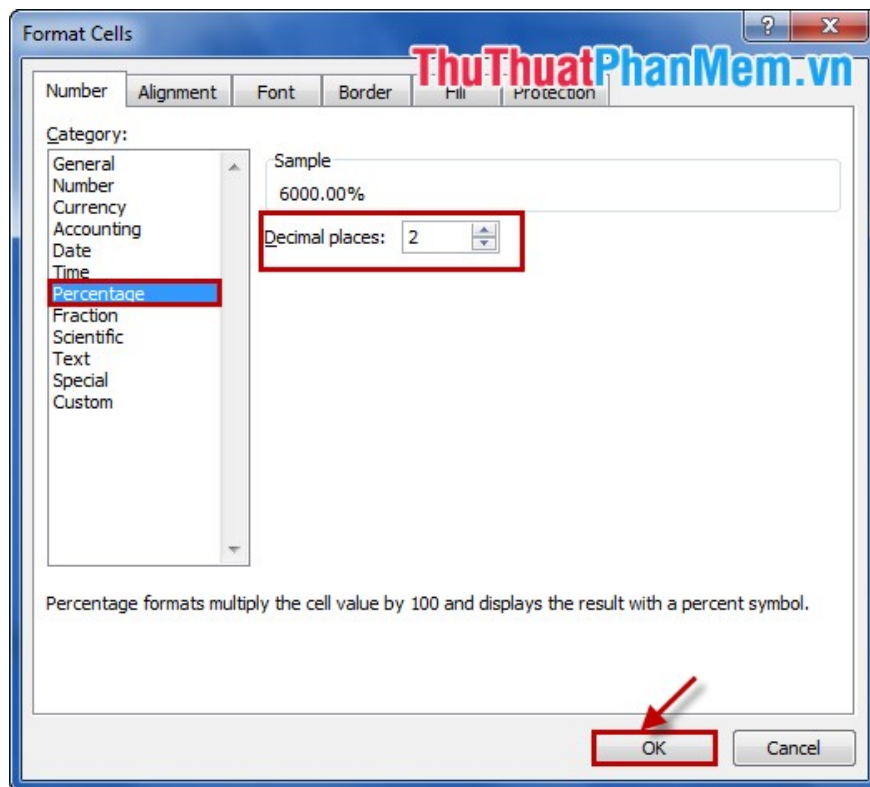 Format Cells
ThuThuatPhanMem.vn
Number Alignment Font Border Fill Protection
Category:
General
Number
Currency
Accounting
Date
Time
Percentage
Fraction
Scientific
Text
Special
Custom
Sample
6000.00%
Decimal places: 2
Percentage formats multiply the cell value by 100 and displays the result with a percent symbol.
OK Cancel